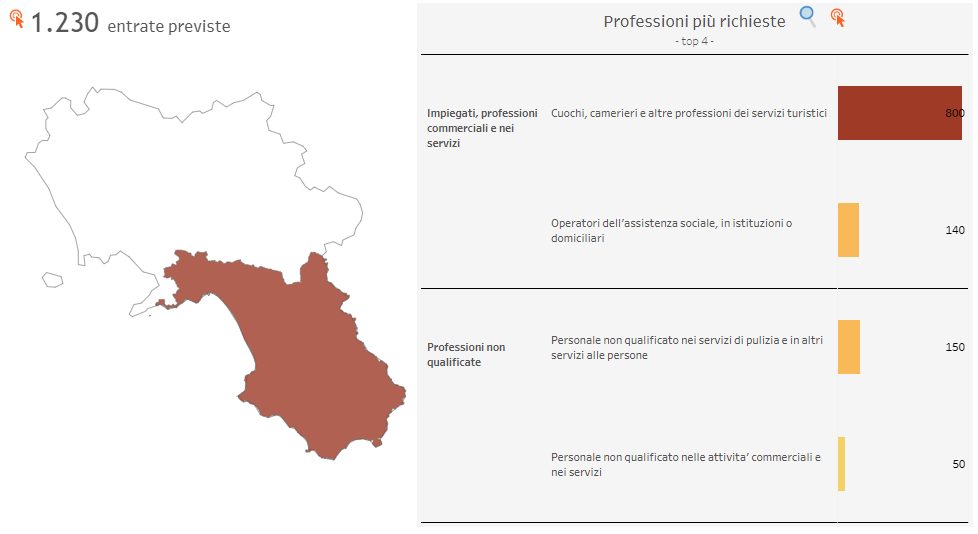 1.230 entrate previste
Professioni più richieste
- top 4 -
Impiegati, professioni
commerciali e nei
servizi
Cuochi, camerieri e altre professioni dei servizi turistici
800
Operatori dell’assistenza sociale, in istituzioni o
domiciliari
140
Professioni non
qualificate
Personale non qualificato nei servizi di pulizia e in altri
servizi alle persone
150
Personale non qualificato nelle attivita’ commerciali e
nei servizi
50